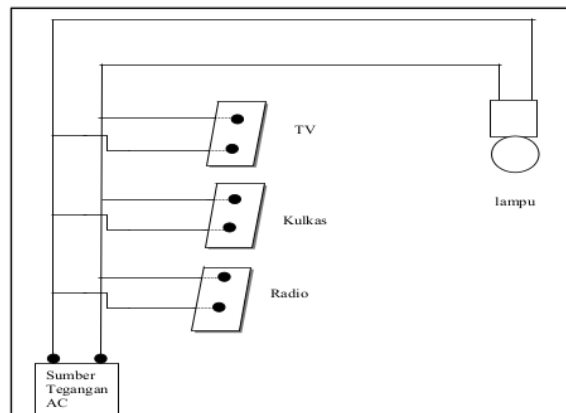 TV
lampu
Kulkas
Radio
Sumber
Tegangan
AC